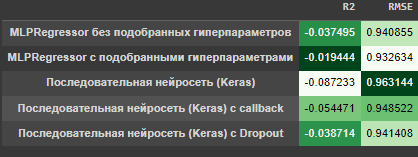 R2 RMSE
MLPRegressor без подобранных гиперпараметров -0.037495 0.940855
MLPRegressor с подобранными гиперпараметрами -0.019444 0.932634
Последовательная нейросеть (Keras) -0.087233 0.963144
Последовательная нейросеть (Keras) с callback -0.054471 0.948522
Последовательная нейросеть (Keras) с Dropout -0.038714 0.941408